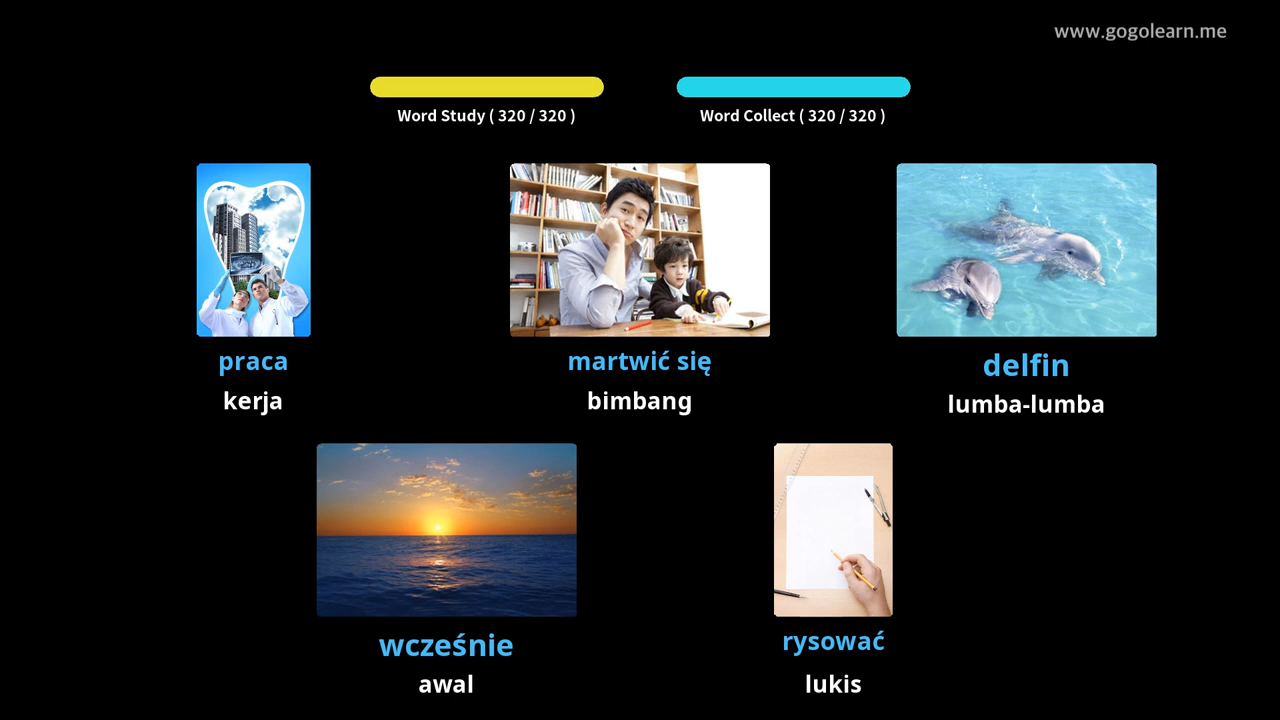 www.gogolearn.me
Word Study ( 320 / 320 )
Word Collect ( 320 / 320 )
praca
kerja
martwić się
bimbang
delfin
lumba-lumba
wcześnie
awal
rysować
lukis